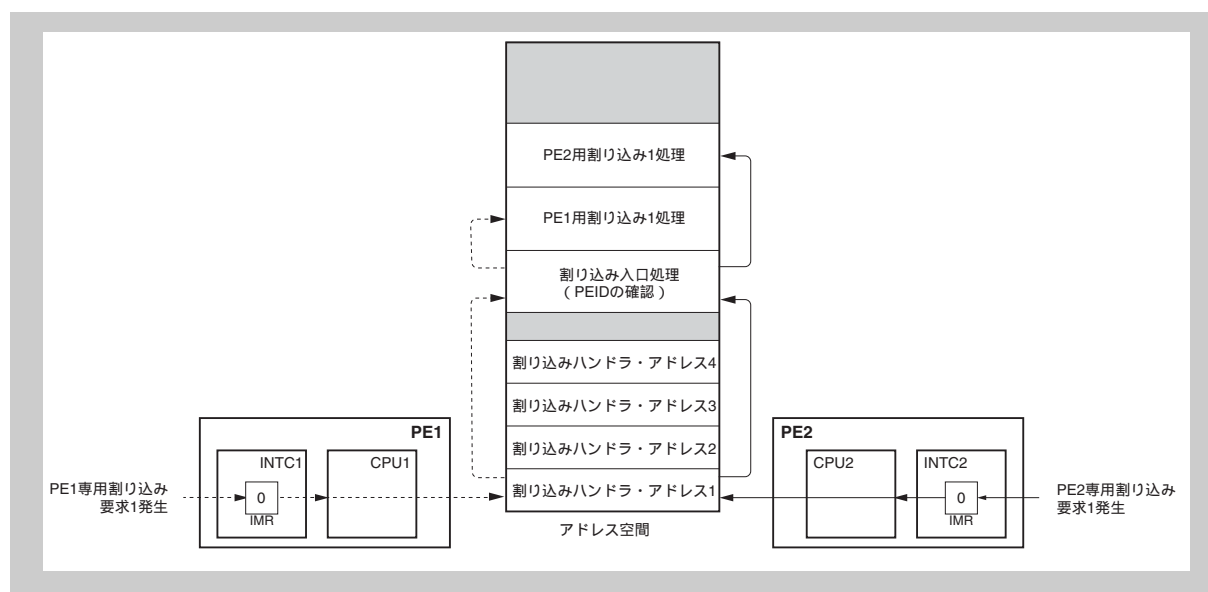 PE2用割り込み1処理
PE1用割り込み1処理
割り込み入口処理
( PEIDの確認 )
割り込みハンドラ・アドレス4
割り込みハンドラ・アドレス3
割り込みハンドラ・アドレス2
割り込みハンドラ・アドレス1
アドレス空間
PE1
INTC1
CPU1
0
IMR
PE1専用割り込み
要求1発生
PE2
CPU2
INTC2
0
IMR
PE2専用割り込み
要求1発生